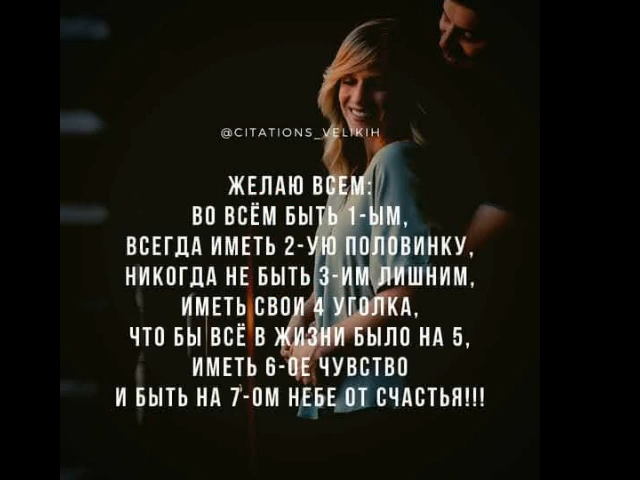 @CITATIONS_VELIKIH
ЖЕЛАЮ ВСЕМ:
ВО ВСЁМ БЫТЬ 1-ЫМ,
ВСЕГДА ИМЕТЬ 2-УЮ ПОЛОВИНКУ,
НИКОГДА НЕ БЫТЬ 3-ИМ ЛИШНИМ,
ИМЕТЬ СВОИ 4 УГОЛКА,
ЧТО БЫ ВСЁ В ЖИЗНИ БЫЛО НА 5,
ИМЕТЬ 6-ОЕ ЧУВСТВО
И БЫТЬ НА 7-ОМ НЕБЕ ОТ СЧАСТЬЯ!!!